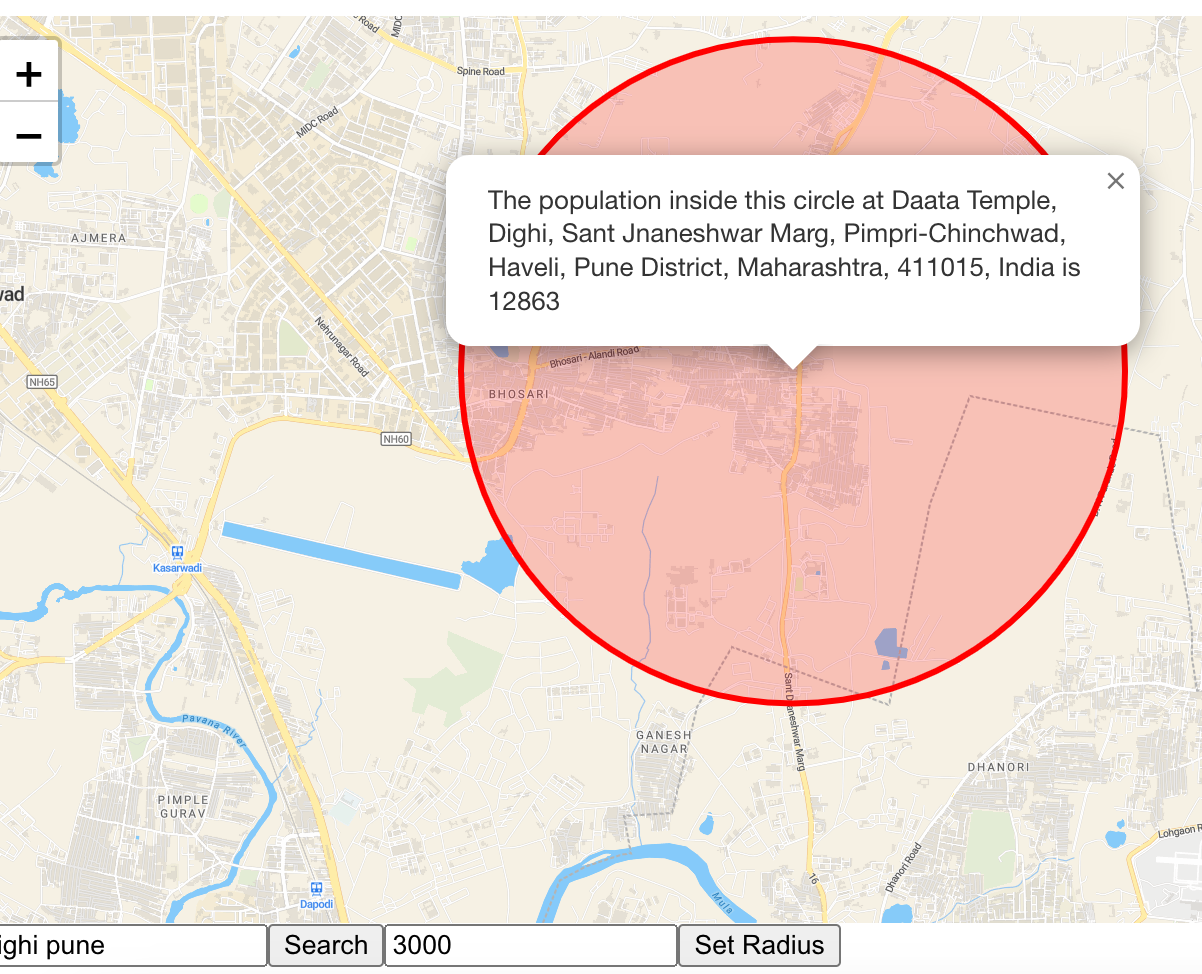 Road
MIDC
Spine Road
+
MIDC Road
−
The population inside this circle at Daata Temple,
Dighi, Sant Jnaneshwar Marg, Pimpri-Chinchwad,
Haveli, Pune District, Maharashtra, 411015, India is
12863
×
AJMERA
wad
Nehrunagar Road
Bhosari - Alandi Road
NH65
BHOSARI
NH60
Kasarwadi
Pavana River
Sant Dnaneshwar Marg
GANESH
NAGAR
DHANORI
PIMPLE
GURAV
Lohgaon R
Dhanori Road
16
Mula
Dapodi
ighi pune
Search
3000
Set Radius